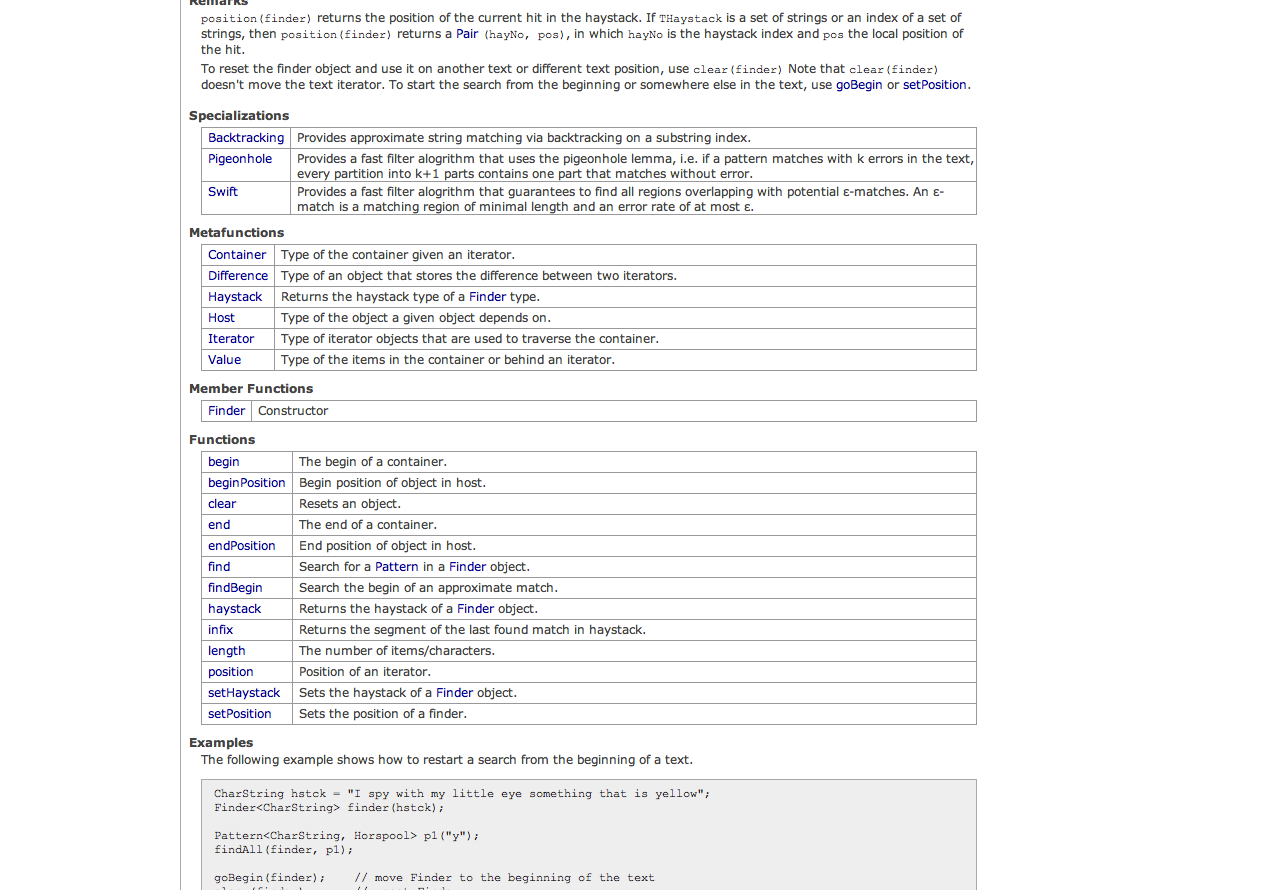 Remarks
position(finder) returns the position of the current hit in the haystack. If THaystack is a set of strings or an index of a set of
strings, then position(finder) returns a Pair (hayNo, pos), in which hayNo is the haystack index and pos the local position of
the hit.
To reset the finder object and use it on another text or different text position, use clear(finder) Note that clear(finder)
doesn't move the text iterator. To start the search from the beginning or somewhere else in the text, use goBegin or setPosition.
Specializations
Backtracking Provides approximate string matching via backtracking on a substring index.
Pigeonhole Provides a fast filter alogrithm that uses the pigeonhole lemma, i.e. if a pattern matches with k errors in the text,
every partition into k+1 parts contains one part that matches without error.
Swift Provides a fast filter alogrithm that guarantees to find all regions overlapping with potential ε-matches. An ε-
match is a matching region of minimal length and an error rate of at most ε.
Metafunctions
Container Type of the container given an iterator.
Difference Type of an object that stores the difference between two iterators.
Haystack Returns the haystack type of a Finder type.
Host Type of the object a given object depends on.
Iterator Type of iterator objects that are used to traverse the container.
Value Type of the items in the container or behind an iterator.
Member Functions
Finder Constructor
Functions
begin The begin of a container.
beginPosition Begin position of object in host.
clear Resets an object.
end The end of a container.
endPosition End position of object in host.
find Search for a Pattern in a Finder object.
findBegin Search the begin of an approximate match.
haystack Returns the haystack of a Finder object.
infix Returns the segment of the last found match in haystack.
length The number of items/characters.
position Position of an iterator.
setHaystack Sets the haystack of a Finder object.
setPosition Sets the position of a finder.
Examples
The following example shows how to restart a search from the beginning of a text.
CharString hstck = "I spy with my little eye something that is yellow";
Finder<CharString> finder(hstck);
Pattern<CharString, Horspool> p1("y");
findAll(finder, p1);
goBegin(finder); // move Finder to the beginning of the text